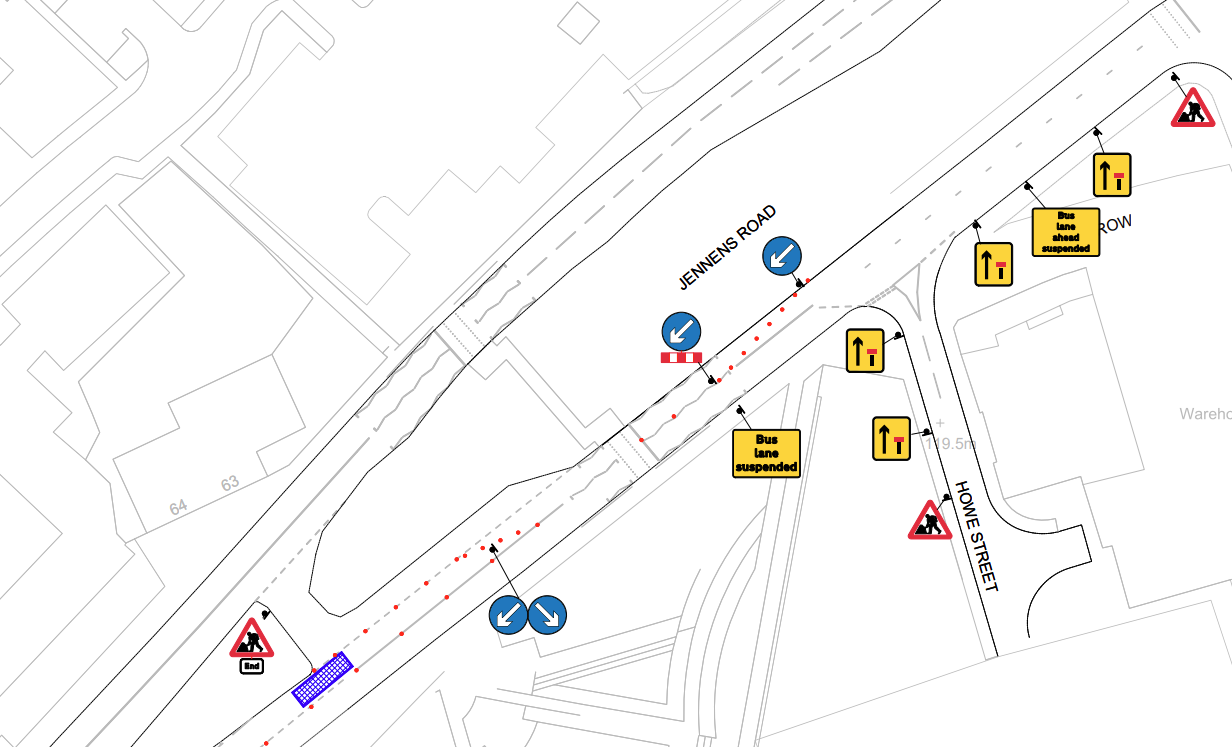 JENNENS ROAD
Bus
lane
ahead
suspended
ROW
Bus
lane
suspended
Wareho
119.5m
HOWE STREET
63
64
End